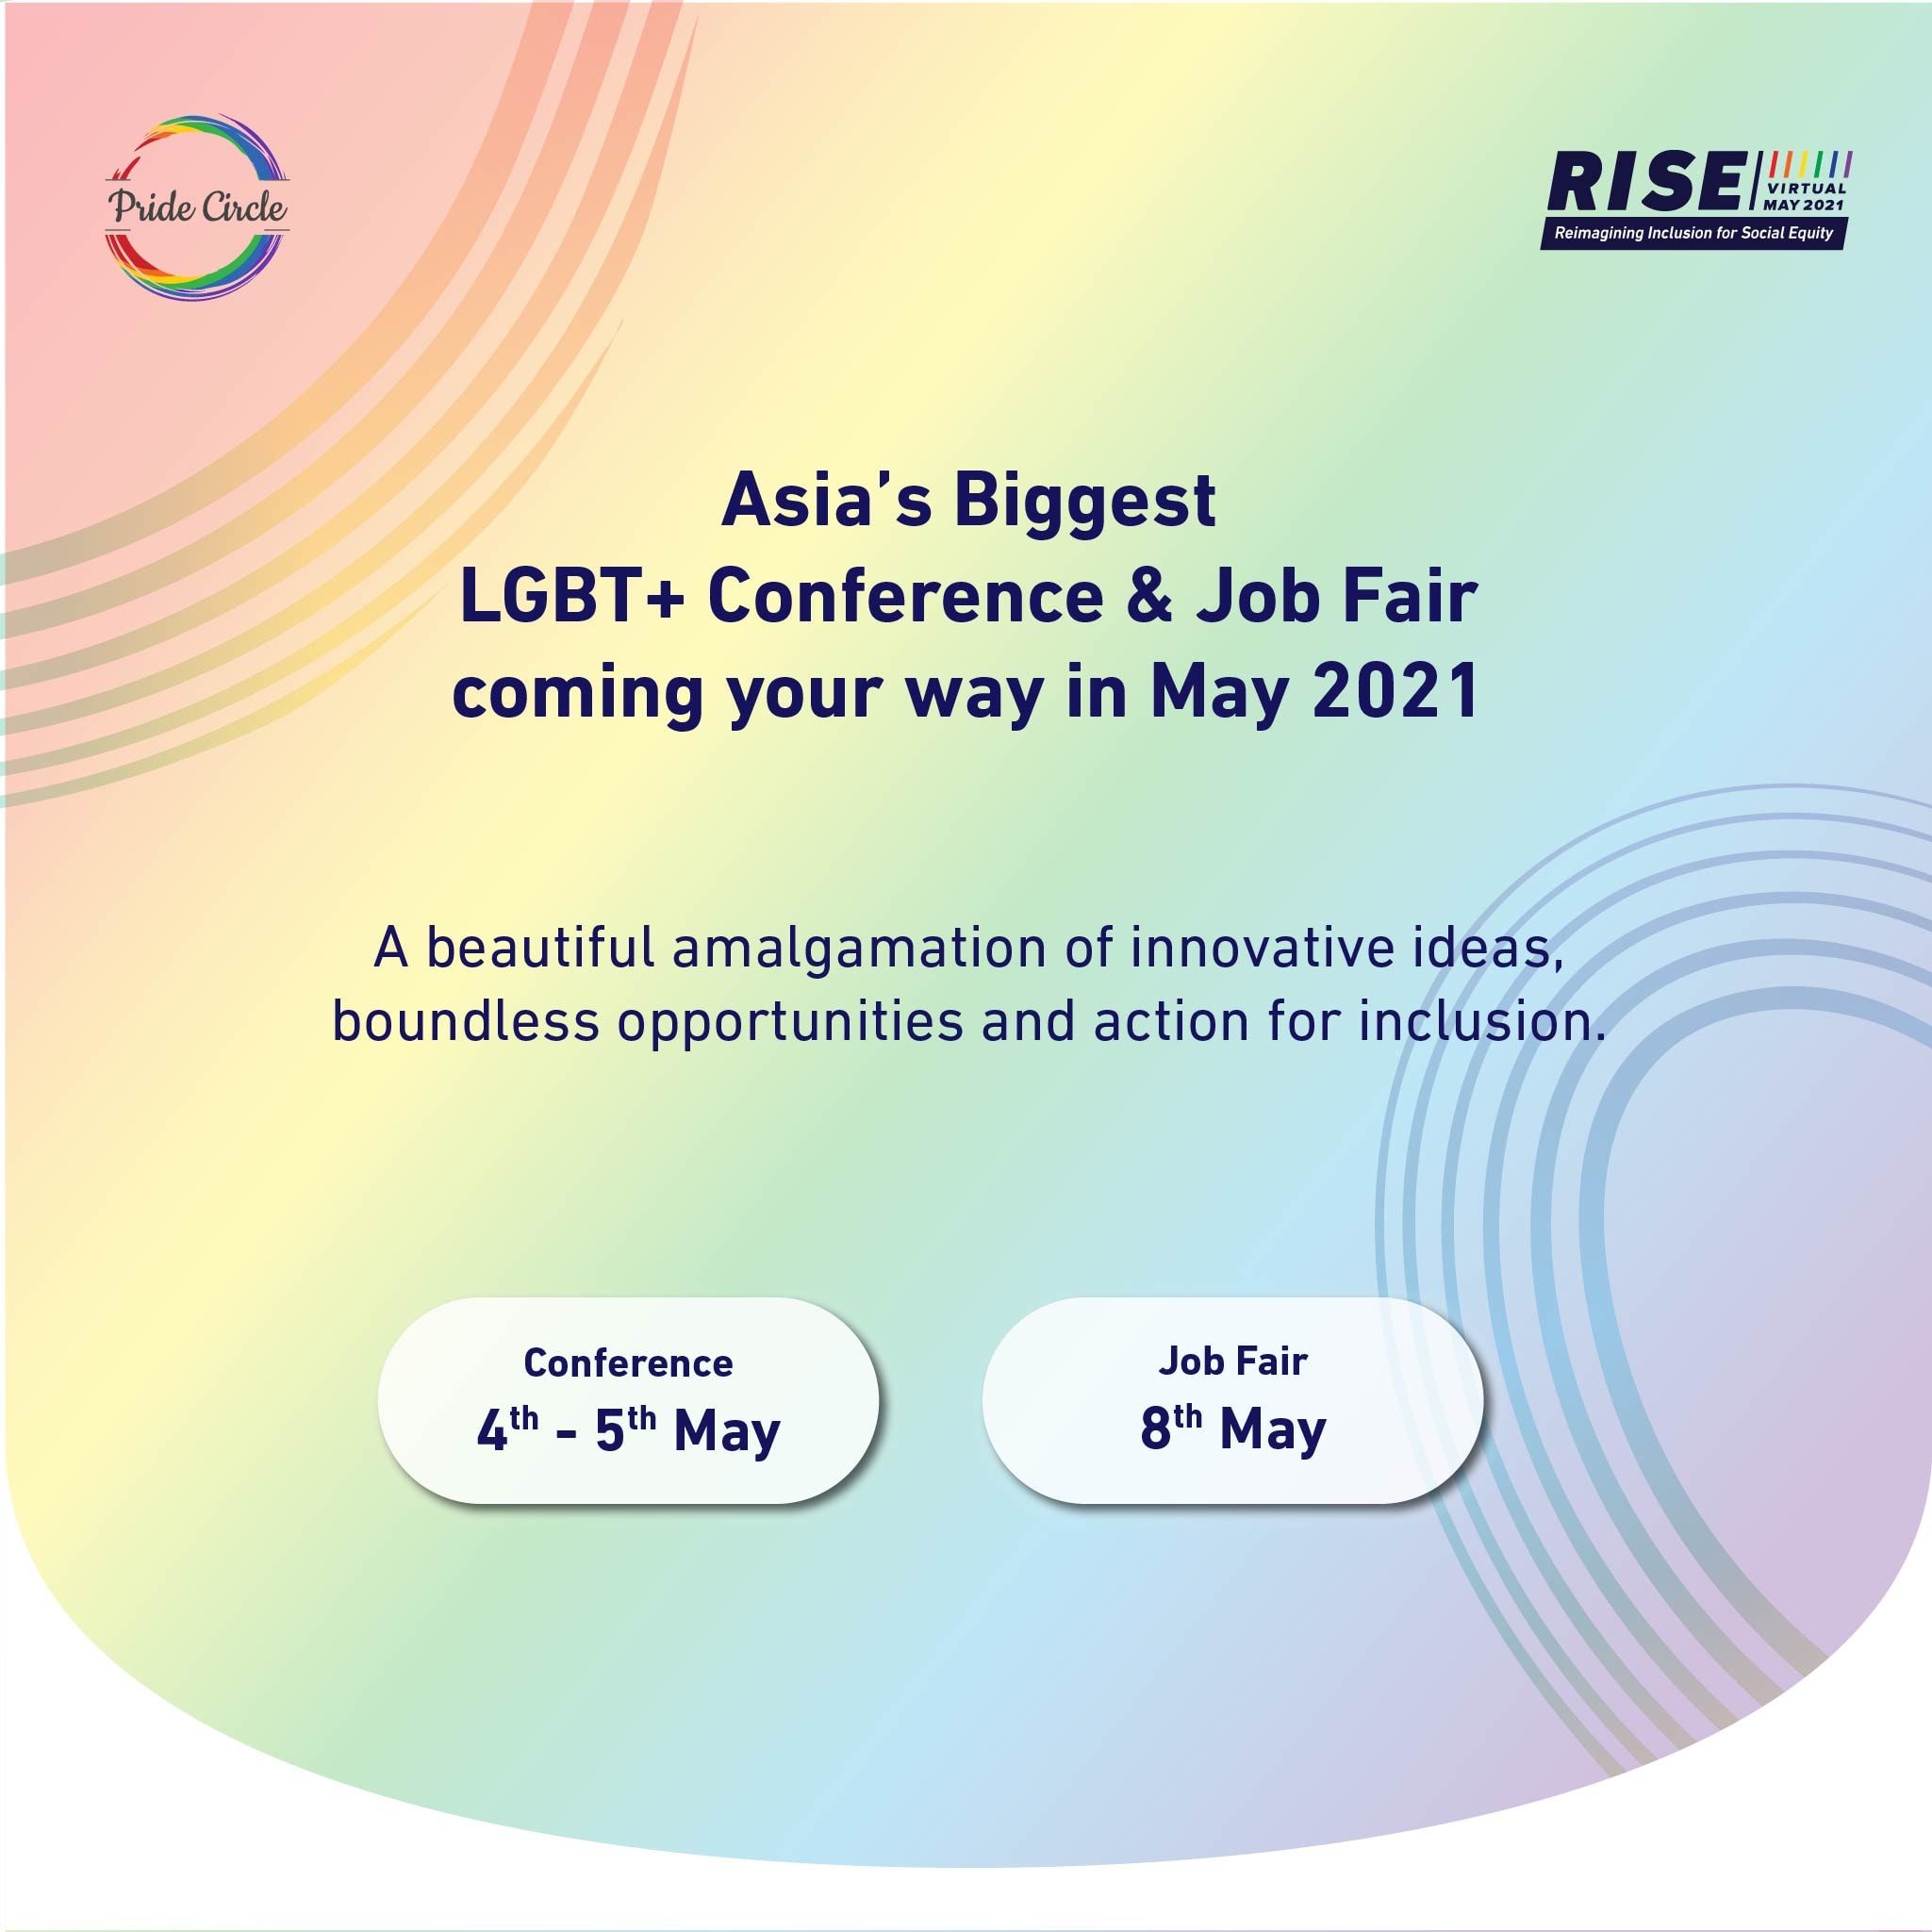 Pride Circle
RISE
VIRTUAL
MAY 2021
Reimagining Inclusion for Social Equity
Asia’s Biggest
LGBT+ Conference & Job Fair
coming your way in May 2021
A beautiful amalgamation of innovative ideas,
boundless opportunities and action for inclusion.
Conference
4th - 5th May
Job Fair
8th May